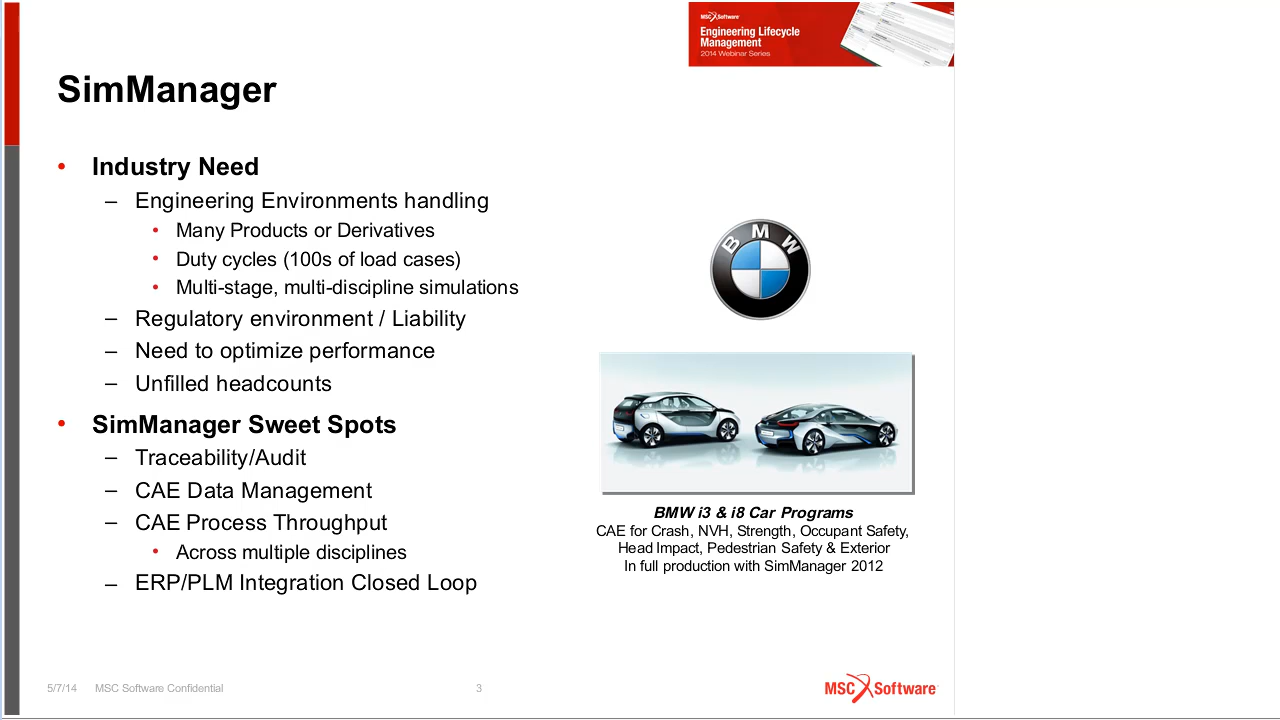 MSC Software
Engineering Lifecycle
Management
2014 Webinar Series
SimManager
• Industry Need
– Engineering Environments handling
• Many Products or Derivatives
• Duty cycles (100s of load cases)
• Multi-stage, multi-discipline simulations
– Regulatory environment / Liability
– Need to optimize performance
– Unfilled headcounts
• SimManager Sweet Spots
– Traceability/Audit
– CAE Data Management
– CAE Process Throughput
• Across multiple disciplines
– ERP/PLM Integration Closed Loop
BMW
BMW i3 & i8 Car Programs
CAE for Crash, NVH, Strength, Occupant Safety,
Head Impact, Pedestrian Safety & Exterior
In full production with SimManager 2012
5/7/14 MSC Software Confidential 3
MSC Software